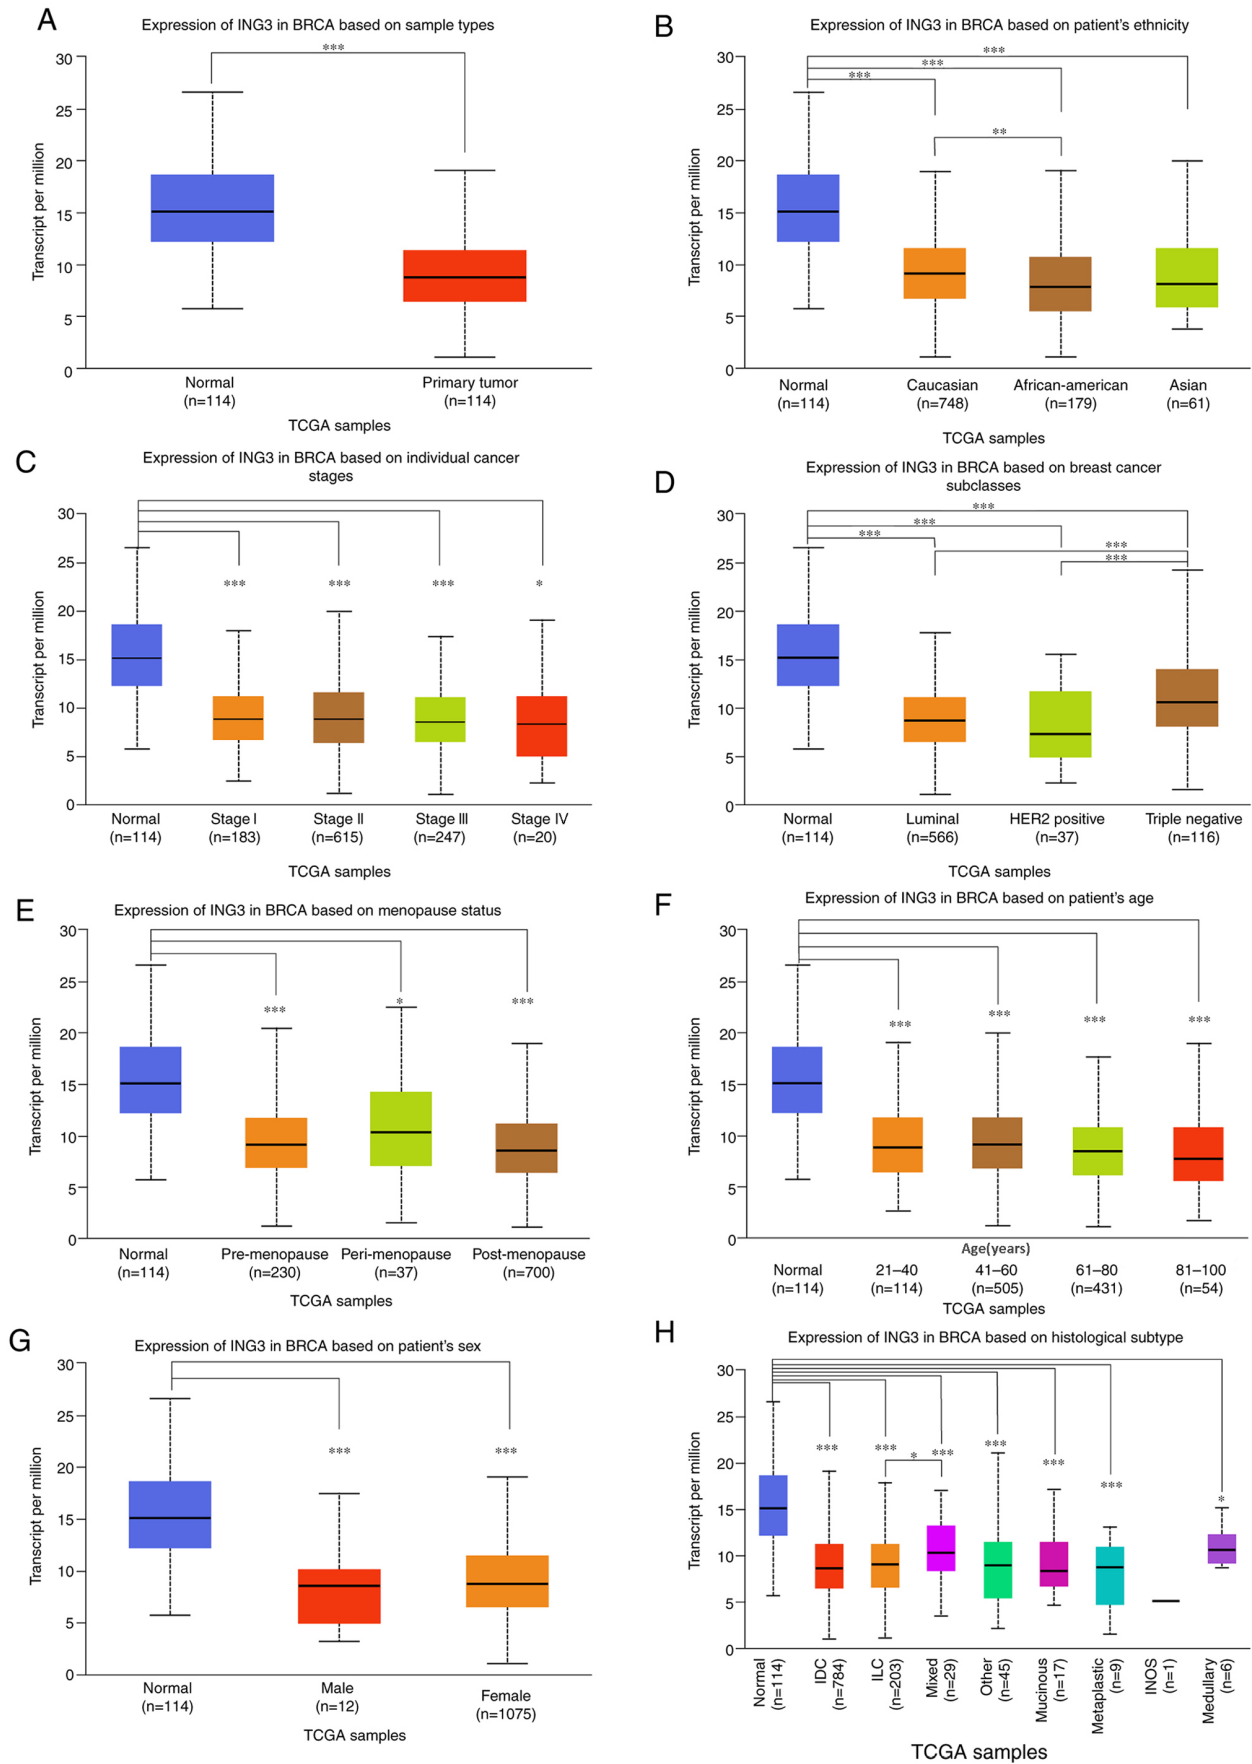 A
Expression of ING3 in BRCA based on sample types
***
30
25
20
15
10
5
0
Transcript per million
Normal
(n=114)
Primary tumor
(n=114)
TCGA samples
B
Expression of ING3 in BRCA based on patient's ethnicity
***
***
***
**
30
25
20
15
10
5
0
Transcript per million
Normal
(n=114)
Caucasian
(n=748)
African-american
(n=179)
Asian
(n=61)
TCGA samples
C
Expression of ING3 in BRCA based on individual cancer
stages
***
***
***
*
30
25
20
15
10
5
0
Transcript per million
Normal
(n=114)
Stage I
(n=183)
Stage II
(n=615)
Stage III
(n=247)
Stage IV
(n=20)
TCGA samples
D
Expression of ING3 in BRCA based on breast cancer
subclasses
***
***
***
***
***
30
25
20
15
10
5
0
Transcript per million
Normal
(n=114)
Luminal
(n=566)
HER2 positive
(n=37)
Triple negative
(n=116)
TCGA samples
E
Expression of ING3 in BRCA based on menopause status
***
*
***
30
25
20
15
10
5
0
Transcript per million
Normal
(n=114)
Pre-menopause
(n=230)
Peri-menopause
(n=37)
Post-menopause
(n=700)
TCGA samples
F
Expression of ING3 in BRCA based on patient's age
***
***
***
***
30
25
20
15
10
5
0
Transcript per million
Age(years)
Normal
(n=114)
21–40
(n=114)
41–60
(n=505)
61–80
(n=431)
81–100
(n=54)
TCGA samples
G
Expression of ING3 in BRCA based on patient's sex
***
***
30
25
20
15
10
5
0
Transcript per million
Normal
(n=114)
Male
(n=12)
Female
(n=1075)
TCGA samples
H
Expression of ING3 in BRCA based on histological subtype
***
***
*
***
***
***
***
*
30
25
20
15
10
5
0
Transcript per million
Normal
(n=114)
IDC
(n=784)
ILC
(n=203)
Mixed
(n=29)
Other
(n=45)
Mucinous
(n=17)
Metaplastic
(n=9)
INOS
(n=1)
Medullary
(n=6)
TCGA samples